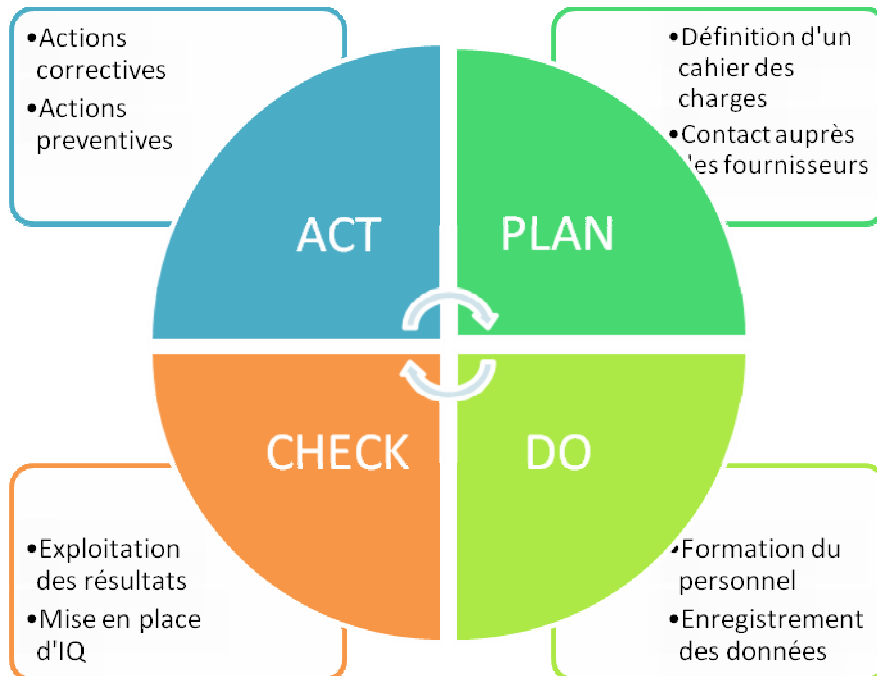 •Actions
correctives
•Actions
preventives
•Définition d'un
cahier des
charges
•Contact auprès
des fournisseurs
ACT
PLAN
CHECK
DO
•Exploitation
des résultats
•Mise en place
d'IQ
•Formation du
personnel
•Enregistrement
des données